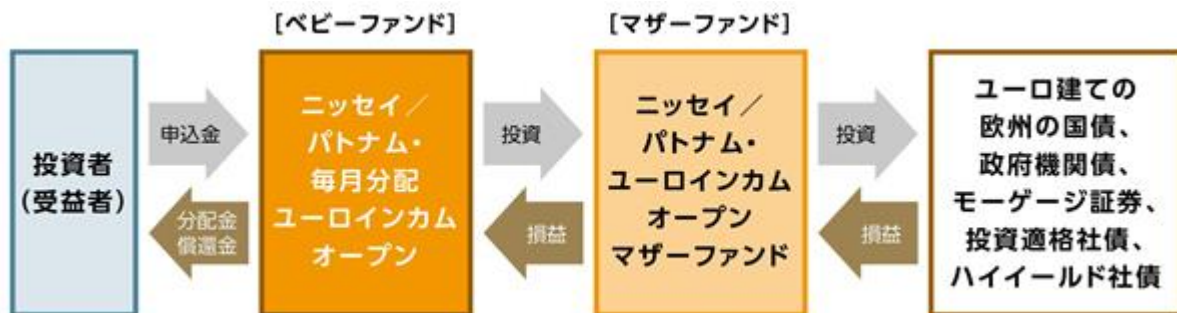 [ベビーファンド]
[マザーファンド]
投資者
(受益者)
申込金
分配金
償還金
ニッセイ／
パトナム・
毎月分配
ユーロインカム
オープン
投資
損益
ニッセイ／
パトナム・
ユーロインカム
オープン
マザーファンド
投資
損益
ユーロ建ての
欧州の国債、
政府機関債、
モーゲージ証券、
投資適格社債、
ハイイールド社債